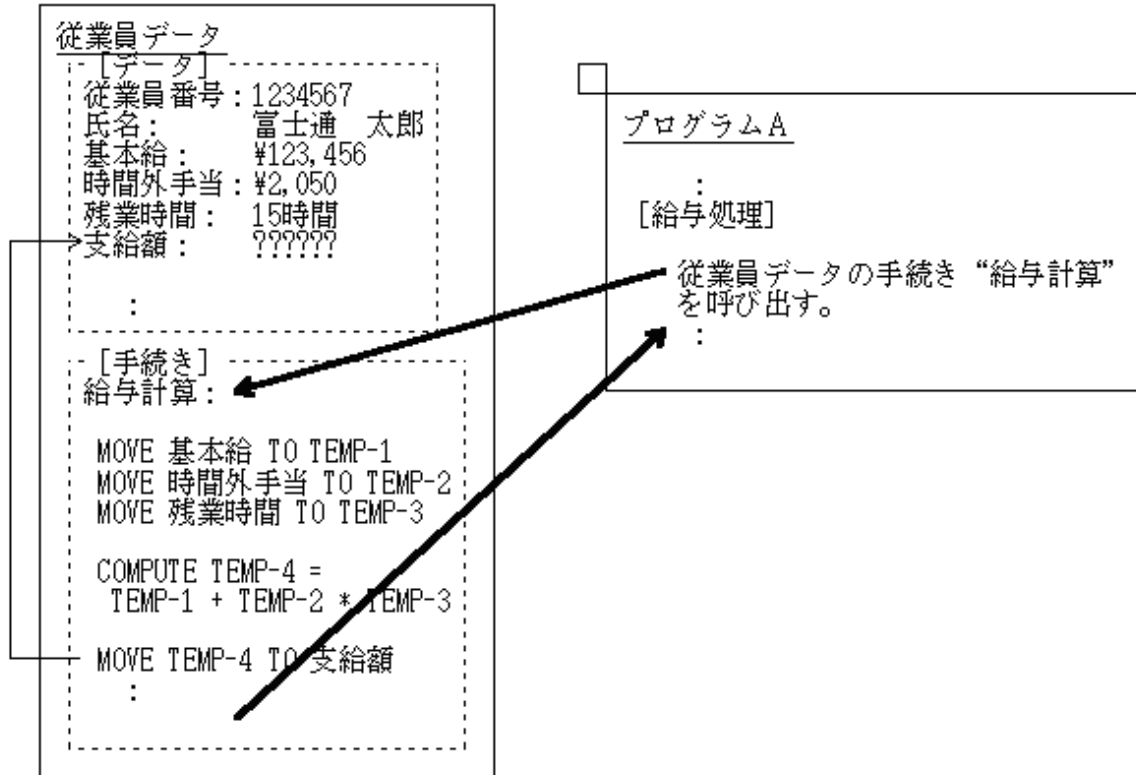 従業員データ
[データ]
従業員番号：1234567
氏名：　富士通　太郎
基本給：　¥123,456
時間外手当：¥2,050
残業時間：　15時間
支給額：　??????
：
[手続き]
給与計算：
MOVE 基本給 TO TEMP-1
MOVE 時間外手当 TO TEMP-2
MOVE 残業時間 TO TEMP-3
COMPUTE TEMP-4 =
TEMP-1 + TEMP-2 * TEMP-3
MOVE TEMP-4 TO 支給額
：
プログラムA
：
[給与処理]
従業員データの手続き“給与計算”
を呼び出す。
：